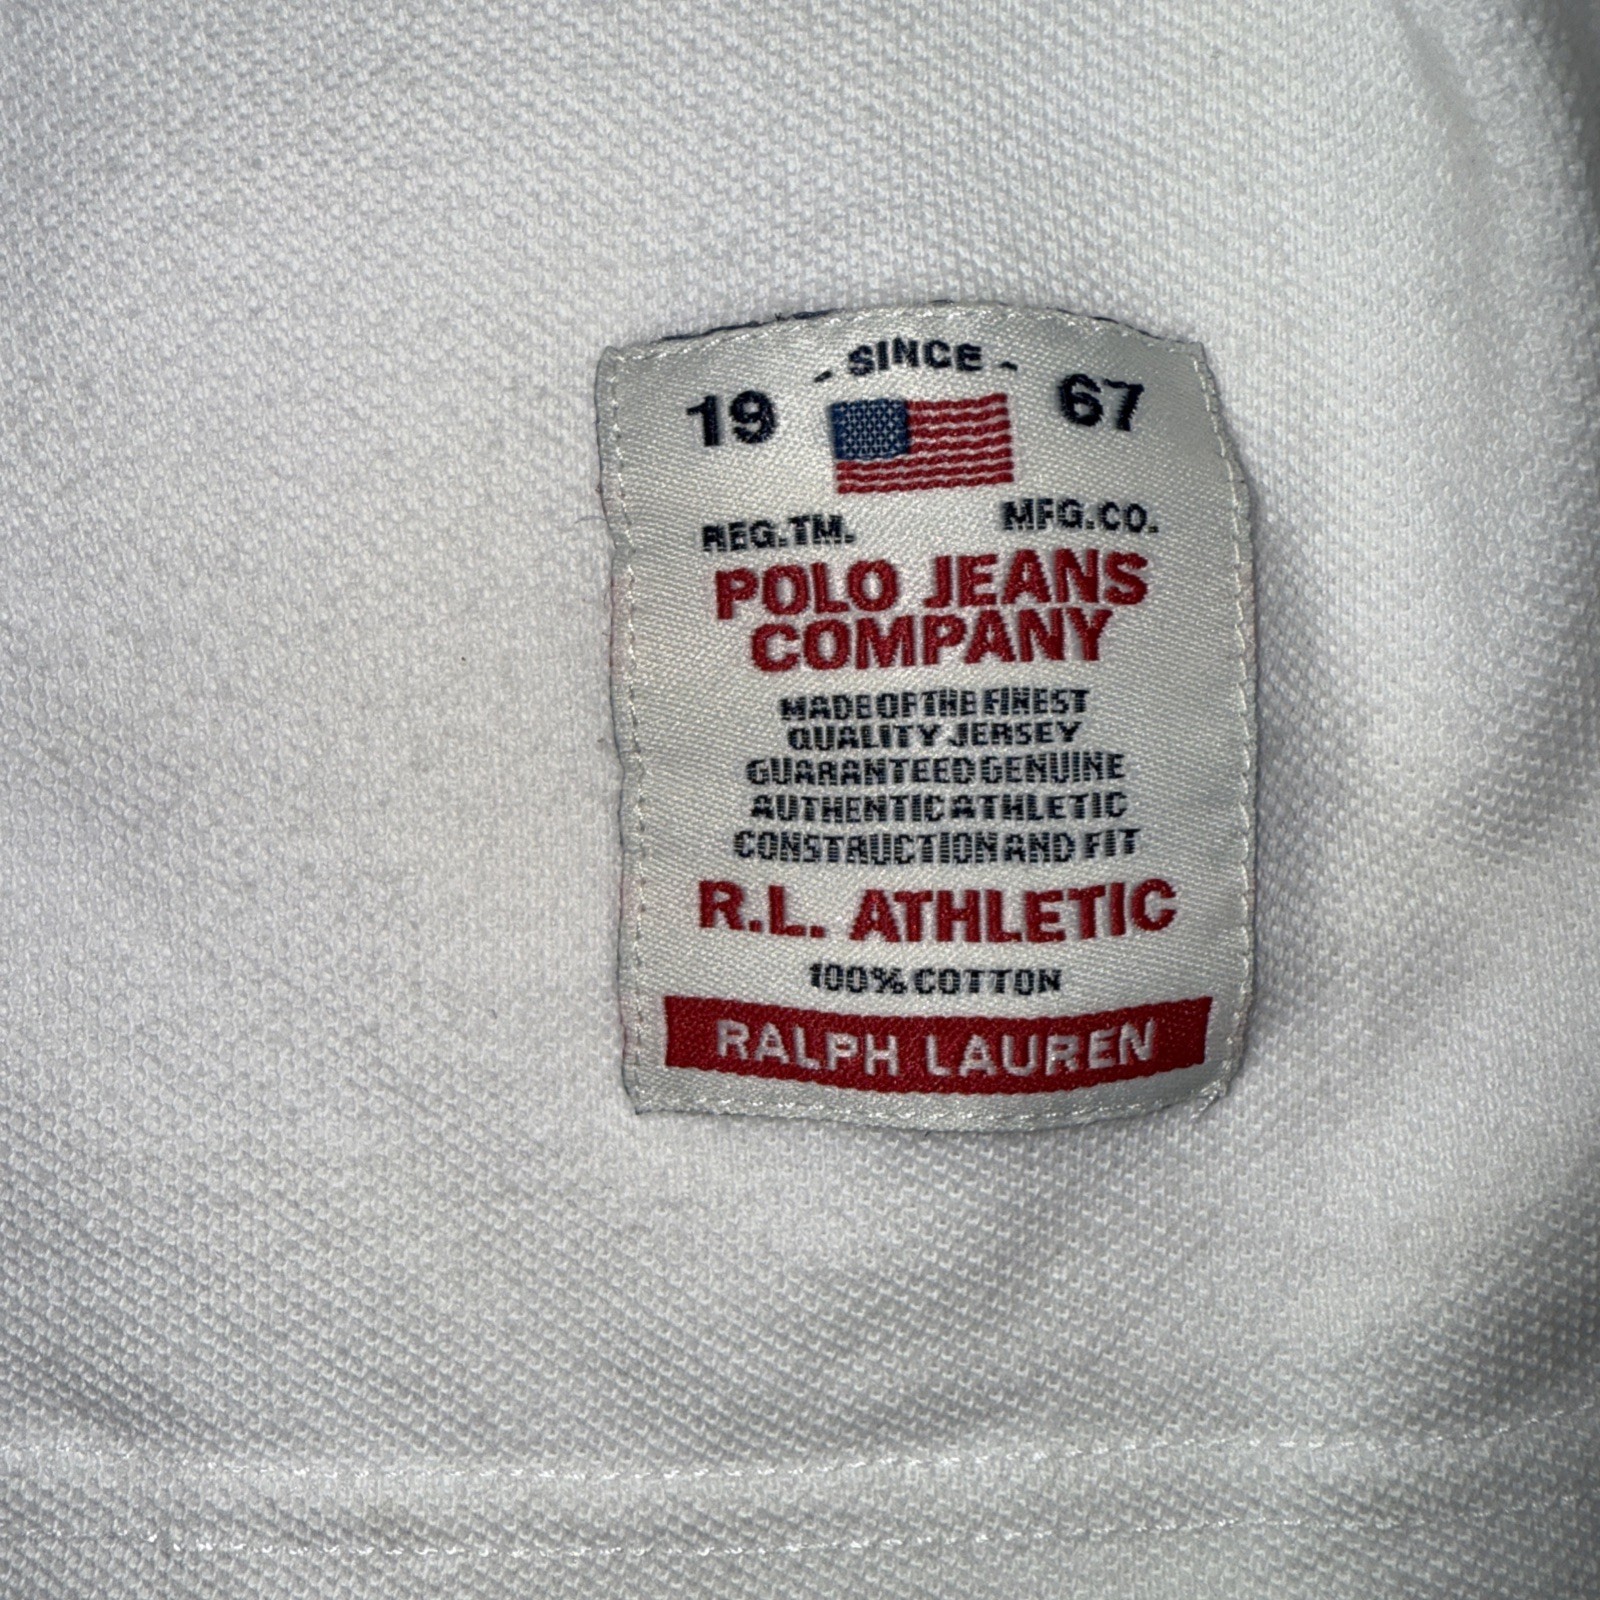 - SINCE -
19 67
REG.TM. MFG.CO.
POLO JEANS
COMPANY
MADE OF THE FINEST
QUALITY JERSEY
GUARANTEED GENUINE
AUTHENTIC ATHLETIC
CONSTRUCTION AND FIT
R.L. ATHLETIC
100% COTTON
RALPH LAUREN